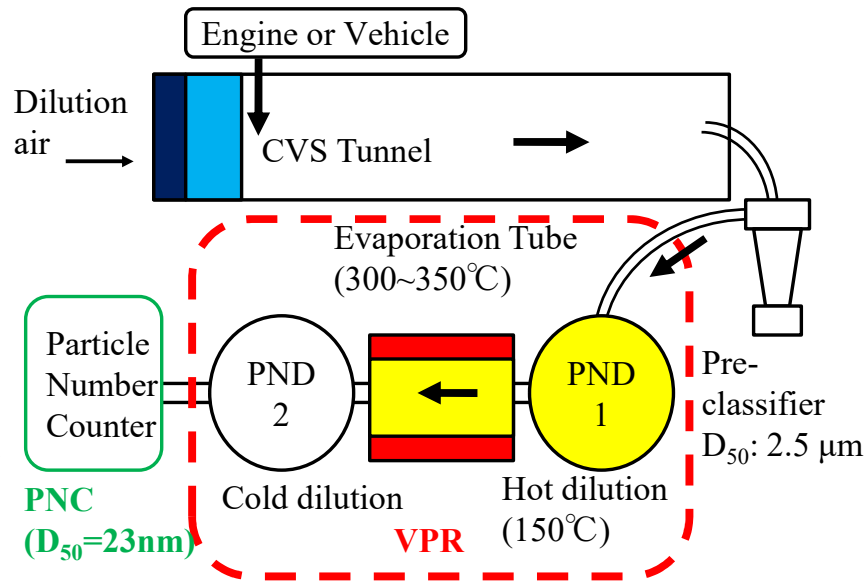 Engine or Vehicle
Dilution
air
CVS Tunnel
Evaporation Tube
(300~350℃)
Particle
Number
Counter
PND
2
PND
1
Pre-
classifier
D₅₀: 2.5 μm
Cold dilution
Hot dilution
(150℃)
PNC
(D₅₀=23nm)
VPR